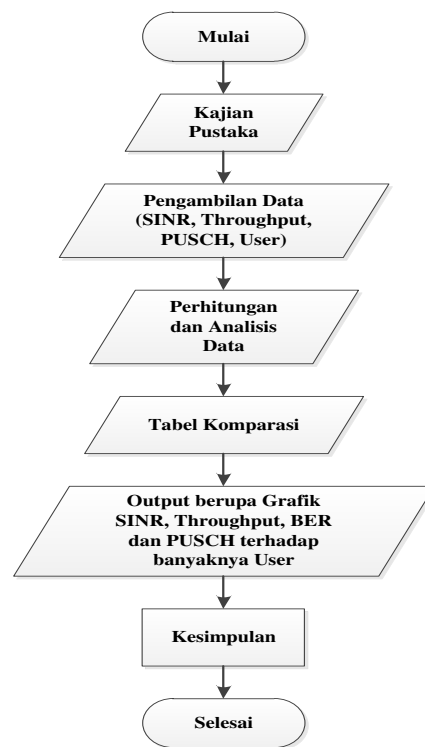 Mulai
Kajian
Pustaka
Pengambilan Data
(SINR, Throughput,
PUSCH, User)
Perhitungan
dan Analisis
Data
Tabel Komparasi
Output berupa Grafik
SINR, Throughput, BER
dan PUSCH terhadap
banyaknya User
Kesimpulan
Selesai